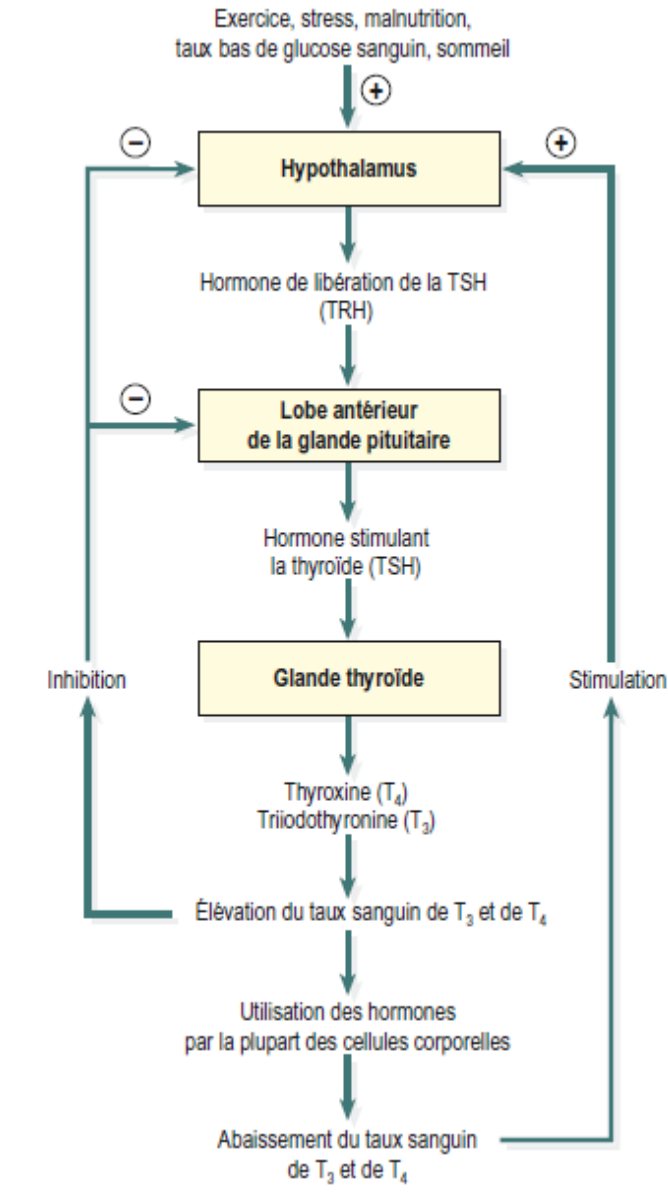 Exercice, stress, malnutrition,
taux bas de glucose sanguin, sommeil
+
−
+
Hypothalamus
Hormone de libération de la TSH
(TRH)
−
Lobe antérieur
de la glande pituitaire
Hormone stimulant
la thyroïde (TSH)
Inhibition
Glande thyroïde
Stimulation
Thyroxine (T₄)
Triiodothyronine (T₃)
Élévation du taux sanguin de T₃ et de T₄
Utilisation des hormones
par la plupart des cellules corporelles
Abaissement du taux sanguin
de T₃ et de T₄